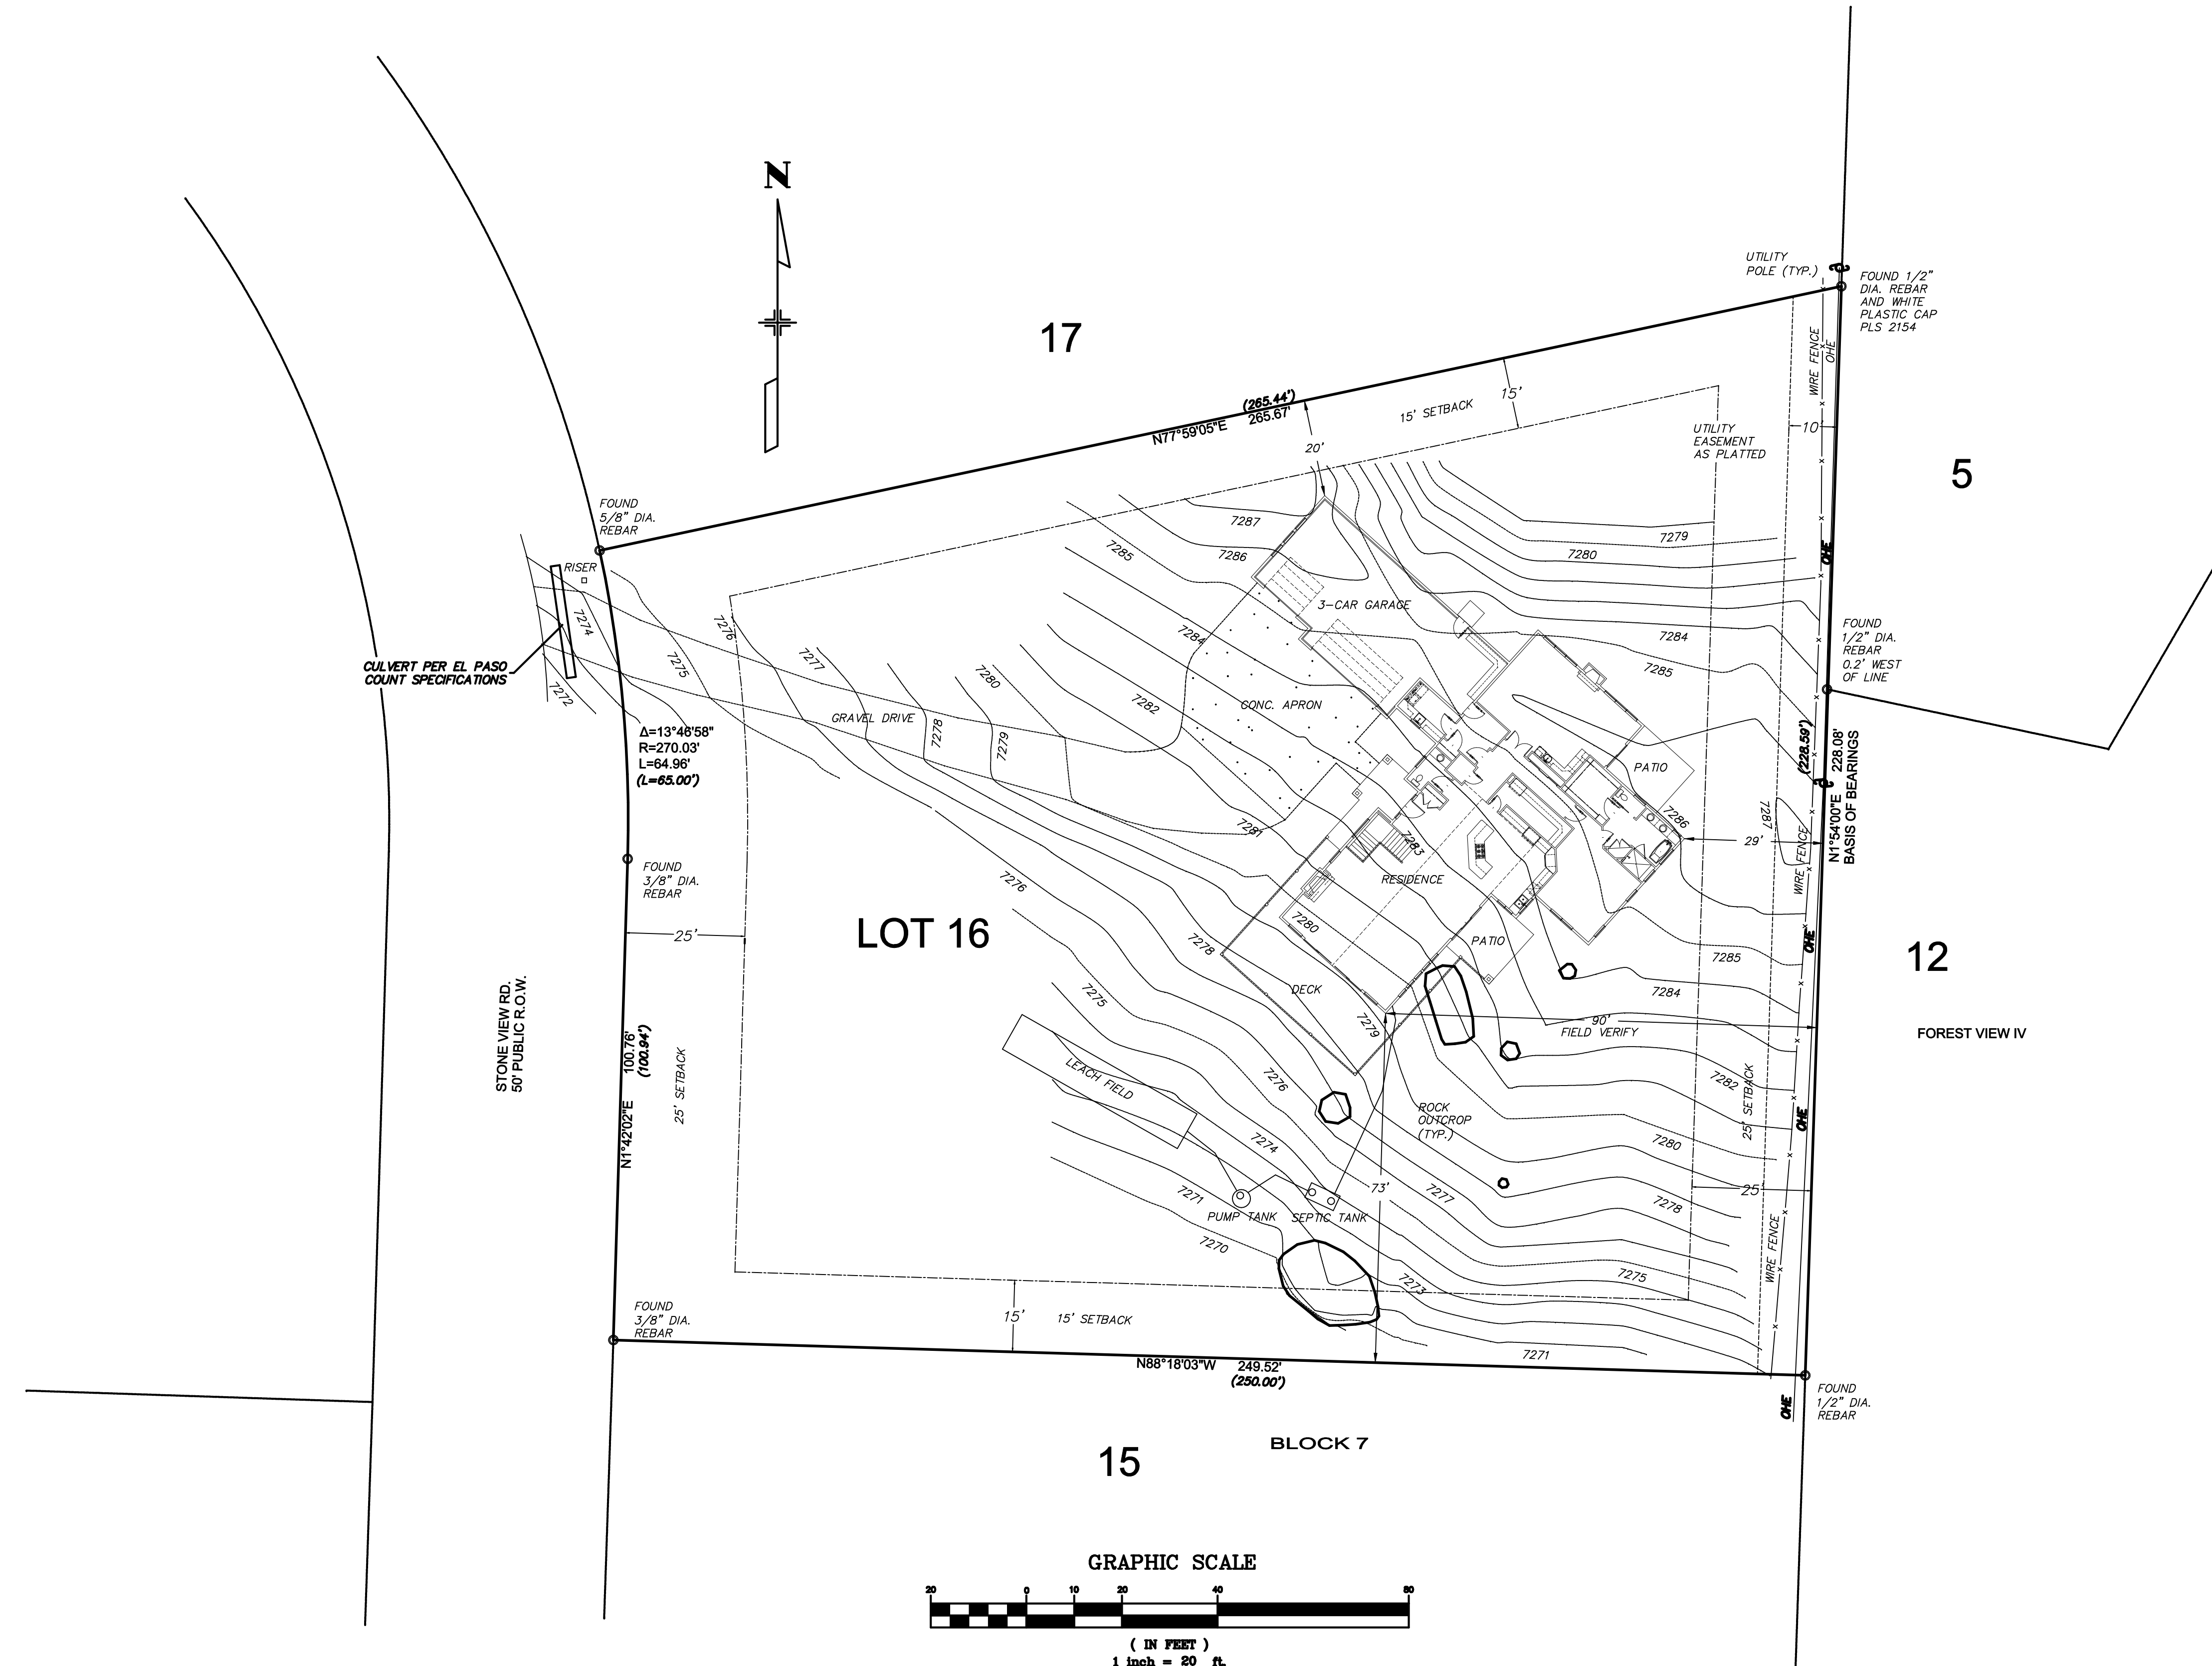 N
17
UTILITY
POLE (TYP.)
FOUND 1/2"
DIA. REBAR
AND WHITE
PLASTIC CAP
PLS 2154
WIRE FENCE
OHE
(265.44')
N77°59'05"E 265.67'
15' SETBACK
15'
20'
10'
UTILITY
EASEMENT
AS PLATTED
5
FOUND
5/8" DIA.
REBAR
RISER
7274
7272
CULVERT PER EL PASO
COUNT SPECIFICATIONS
7275
7276
7277
7278
7279
7280
7282
7284
7285
7286
7287
7279
7280
OHE
3-CAR GARAGE
7284
7285
FOUND
1/2" DIA.
REBAR
0.2' WEST
OF LINE
GRAVEL DRIVE
CONC. APRON
Δ=13°46'58"
R=270.03'
L=64.96'
(L=65.00')
PATIO
7286
7287
(228.59')
N1°54'00"E 228.08'
BASIS OF BEARINGS
29'
WIRE FENCE
7281
7283
RESIDENCE
FOUND
3/8" DIA.
REBAR
7276
25'
LOT 16
7280
7278
PATIO
OHE
7285
12
DECK
7284
7275
7279
90'
FIELD VERIFY
FOREST VIEW IV
STONE VIEW RD.
50' PUBLIC R.O.W.
N1°42'02"E 100.76'
(100.94')
25' SETBACK
LEACH FIELD
7276
7282
25' SETBACK
OHE
ROCK
OUTCROP
(TYP.)
7274
7280
7271
73'
7277
7278
25'
PUMP TANK
SEPTIC TANK
7270
WIRE FENCE
7273
7275
FOUND
3/8" DIA.
REBAR
15'
15' SETBACK
7271
N88°18'03"W 249.52'
(250.00')
OHE
FOUND
1/2" DIA.
REBAR
15
BLOCK 7
GRAPHIC SCALE
20 0 10 20 40 80
( IN FEET )
1 inch = 20 ft.